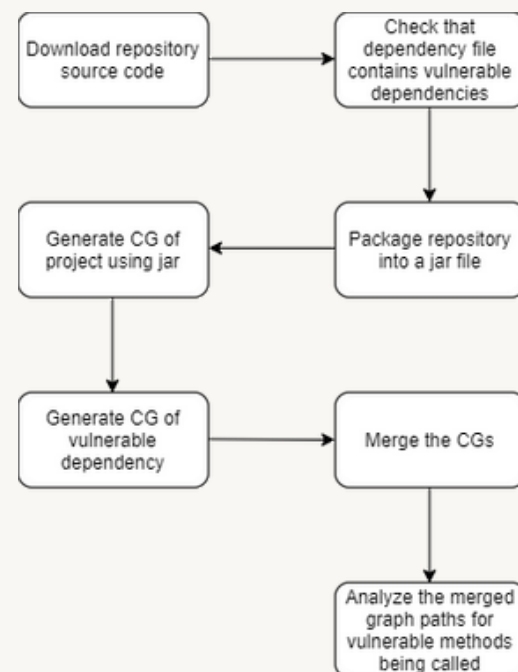 Download repository
source code
Check that
dependency file
contains vulnerable
dependencies
Package repository
into a jar file
Generate CG of
project using jar
Generate CG of
vulnerable
dependency
Merge the CGs
Analyze the merged
graph paths for
vulnerable methods
being called